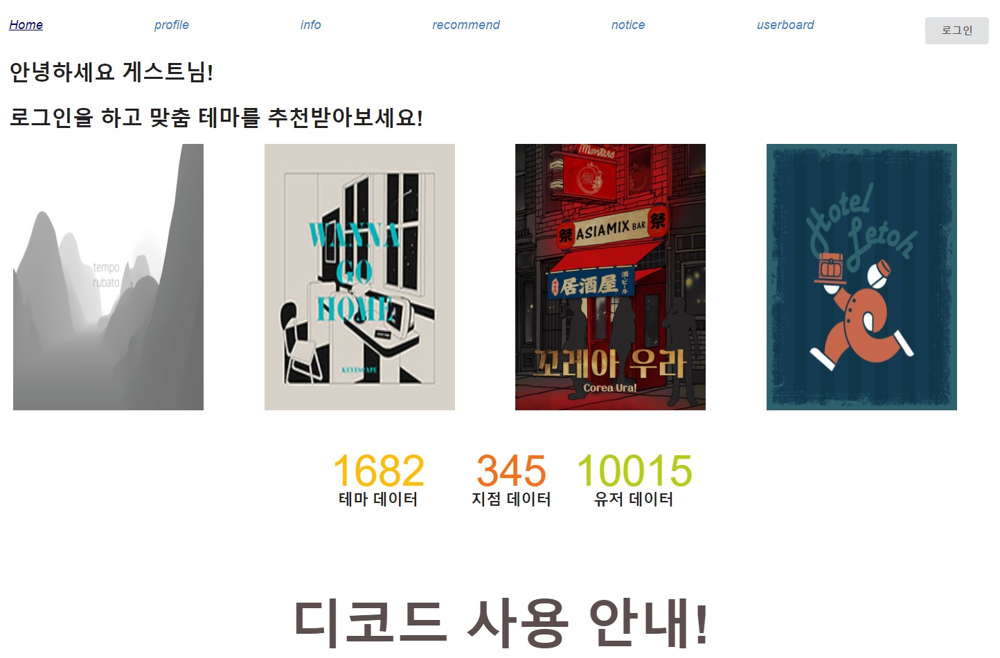 Home
profile
info
recommend
notice
userboard
로그인
안녕하세요 게스트님!
로그인을 하고 맞춤 테마를 추천받아보세요!
tempo
rubato
WANNA
GO
HOME
KEYESCAPE
Montero
ASIAMIX BAR
祭
祭
居酒屋
酒・ビール
꼬레아 우라
Corea Ura!
Hotel
Letoh
1682
테마 데이터
345
지점 데이터
10015
유저 데이터
디코드 사용 안내!